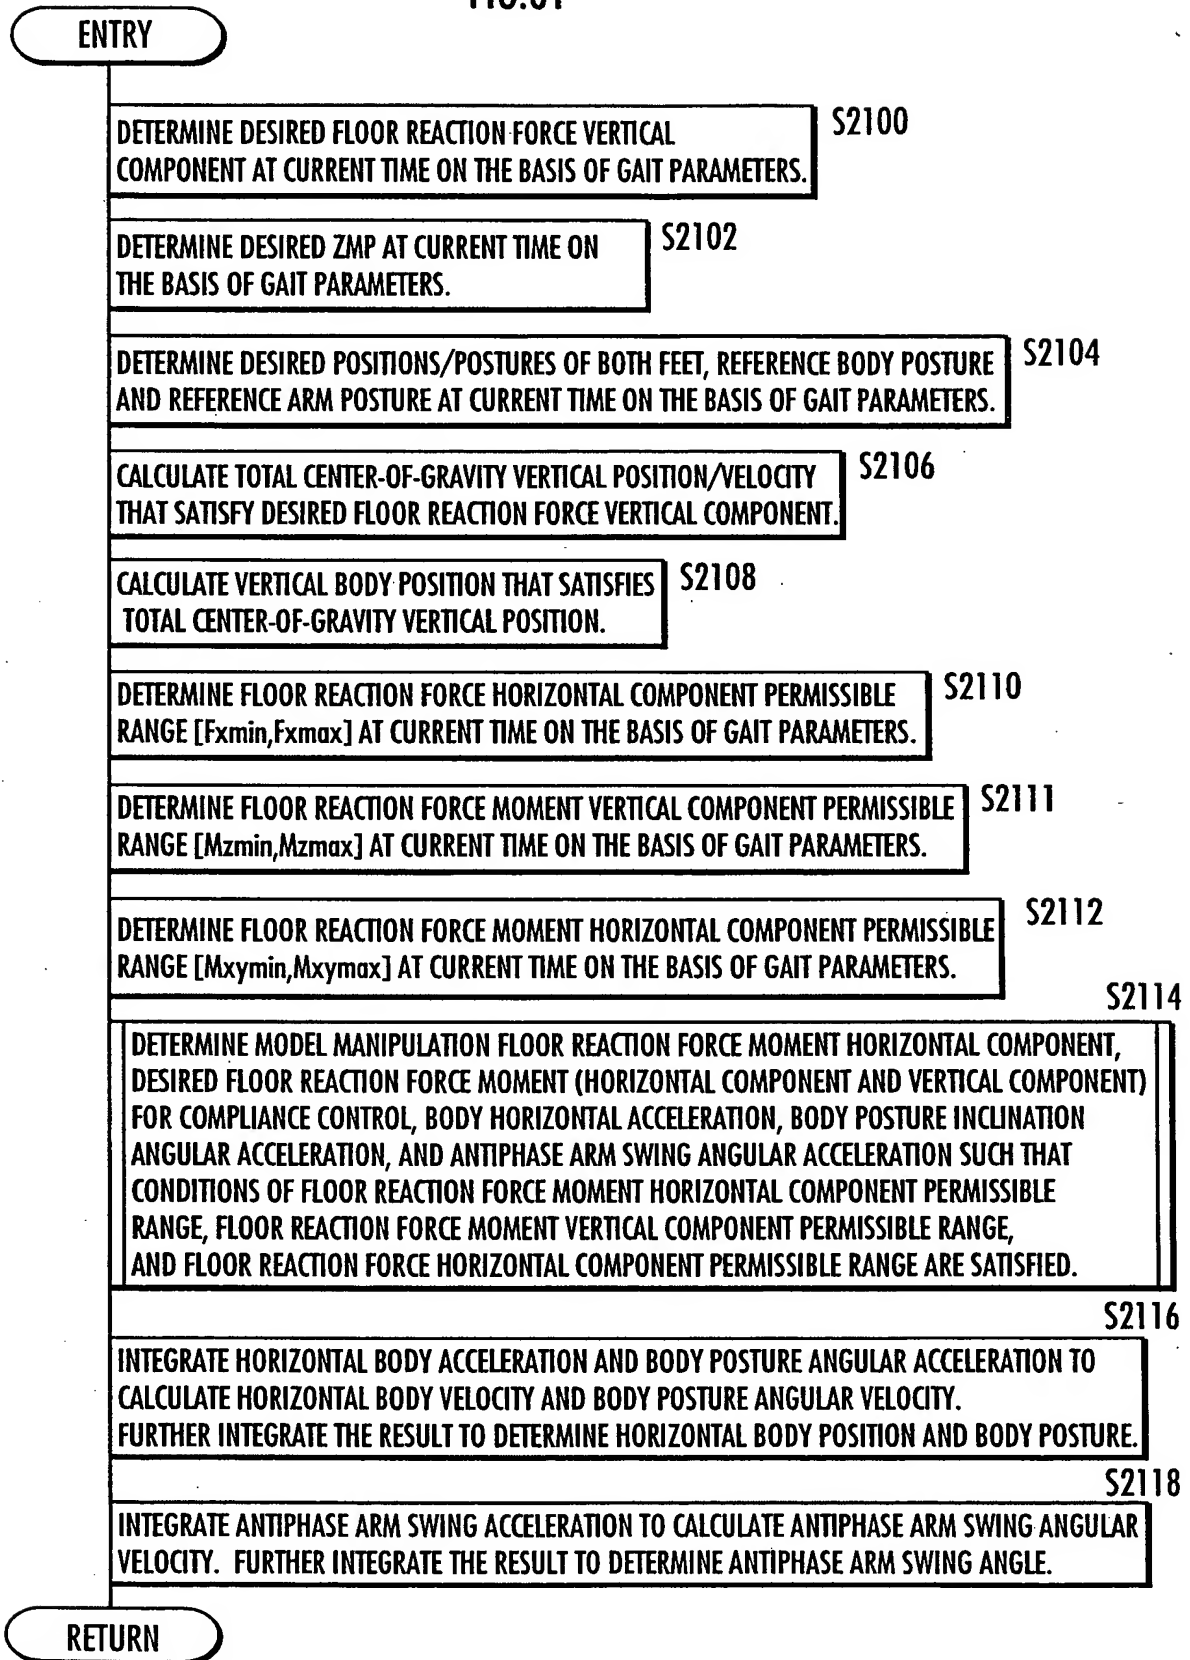 ENTRY
S2100
DETERMINE DESIRED FLOOR REACTION FORCE VERTICAL
COMPONENT AT CURRENT TIME ON THE BASIS OF GAIT PARAMETERS.
S2102
DETERMINE DESIRED ZMP AT CURRENT TIME ON
THE BASIS OF GAIT PARAMETERS.
S2104
DETERMINE DESIRED POSITIONS/POSTURES OF BOTH FEET, REFERENCE BODY POSTURE
AND REFERENCE ARM POSTURE AT CURRENT TIME ON THE BASIS OF GAIT PARAMETERS.
S2106
CALCULATE TOTAL CENTER-OF-GRAVITY VERTICAL POSITION/VELOCITY
THAT SATISFY DESIRED FLOOR REACTION FORCE VERTICAL COMPONENT.
S2108
CALCULATE VERTICAL BODY POSITION THAT SATISFIES
TOTAL CENTER-OF-GRAVITY VERTICAL POSITION.
S2110
DETERMINE FLOOR REACTION FORCE HORIZONTAL COMPONENT PERMISSIBLE
RANGE [Fxmin,Fxmax] AT CURRENT TIME ON THE BASIS OF GAIT PARAMETERS.
S2111
DETERMINE FLOOR REACTION FORCE MOMENT VERTICAL COMPONENT PERMISSIBLE
RANGE [Mzmin,Mzmax] AT CURRENT TIME ON THE BASIS OF GAIT PARAMETERS.
S2112
DETERMINE FLOOR REACTION FORCE MOMENT HORIZONTAL COMPONENT PERMISSIBLE
RANGE [Mxymin,Mxymax] AT CURRENT TIME ON THE BASIS OF GAIT PARAMETERS.
S2114
DETERMINE MODEL MANIPULATION FLOOR REACTION FORCE MOMENT HORIZONTAL COMPONENT,
DESIRED FLOOR REACTION FORCE MOMENT (HORIZONTAL COMPONENT AND VERTICAL COMPONENT)
FOR COMPLIANCE CONTROL, BODY HORIZONTAL ACCELERATION, BODY POSTURE INCLINATION
ANGULAR ACCELERATION, AND ANTIPHASE ARM SWING ANGULAR ACCELERATION SUCH THAT
CONDITIONS OF FLOOR REACTION FORCE MOMENT HORIZONTAL COMPONENT PERMISSIBLE
RANGE, FLOOR REACTION FORCE MOMENT VERTICAL COMPONENT PERMISSIBLE RANGE,
AND FLOOR REACTION FORCE HORIZONTAL COMPONENT PERMISSIBLE RANGE ARE SATISFIED.
S2116
INTEGRATE HORIZONTAL BODY ACCELERATION AND BODY POSTURE ANGULAR ACCELERATION TO
CALCULATE HORIZONTAL BODY VELOCITY AND BODY POSTURE ANGULAR VELOCITY.
FURTHER INTEGRATE THE RESULT TO DETERMINE HORIZONTAL BODY POSITION AND BODY POSTURE.
S2118
INTEGRATE ANTIPHASE ARM SWING ACCELERATION TO CALCULATE ANTIPHASE ARM SWING ANGULAR
VELOCITY. FURTHER INTEGRATE THE RESULT TO DETERMINE ANTIPHASE ARM SWING ANGLE.
RETURN